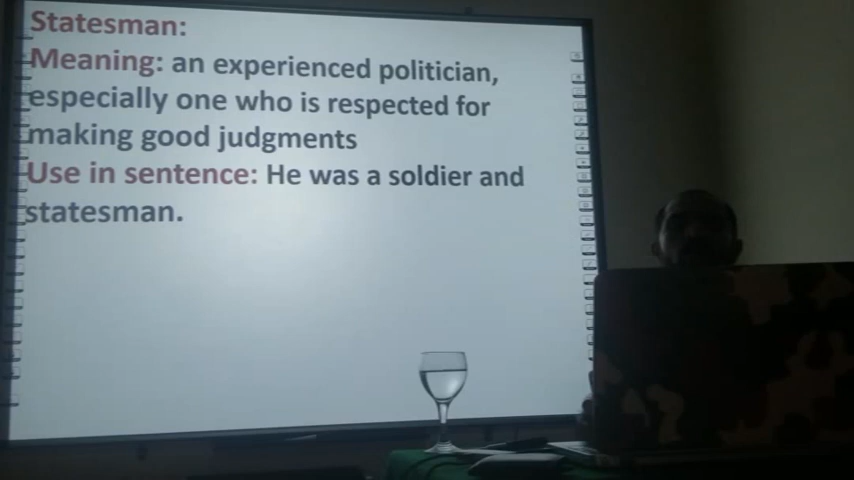 Statesman:
Meaning: an experienced politician,
especially one who is respected for
making good judgments
Use in sentence: He was a soldier and
statesman.